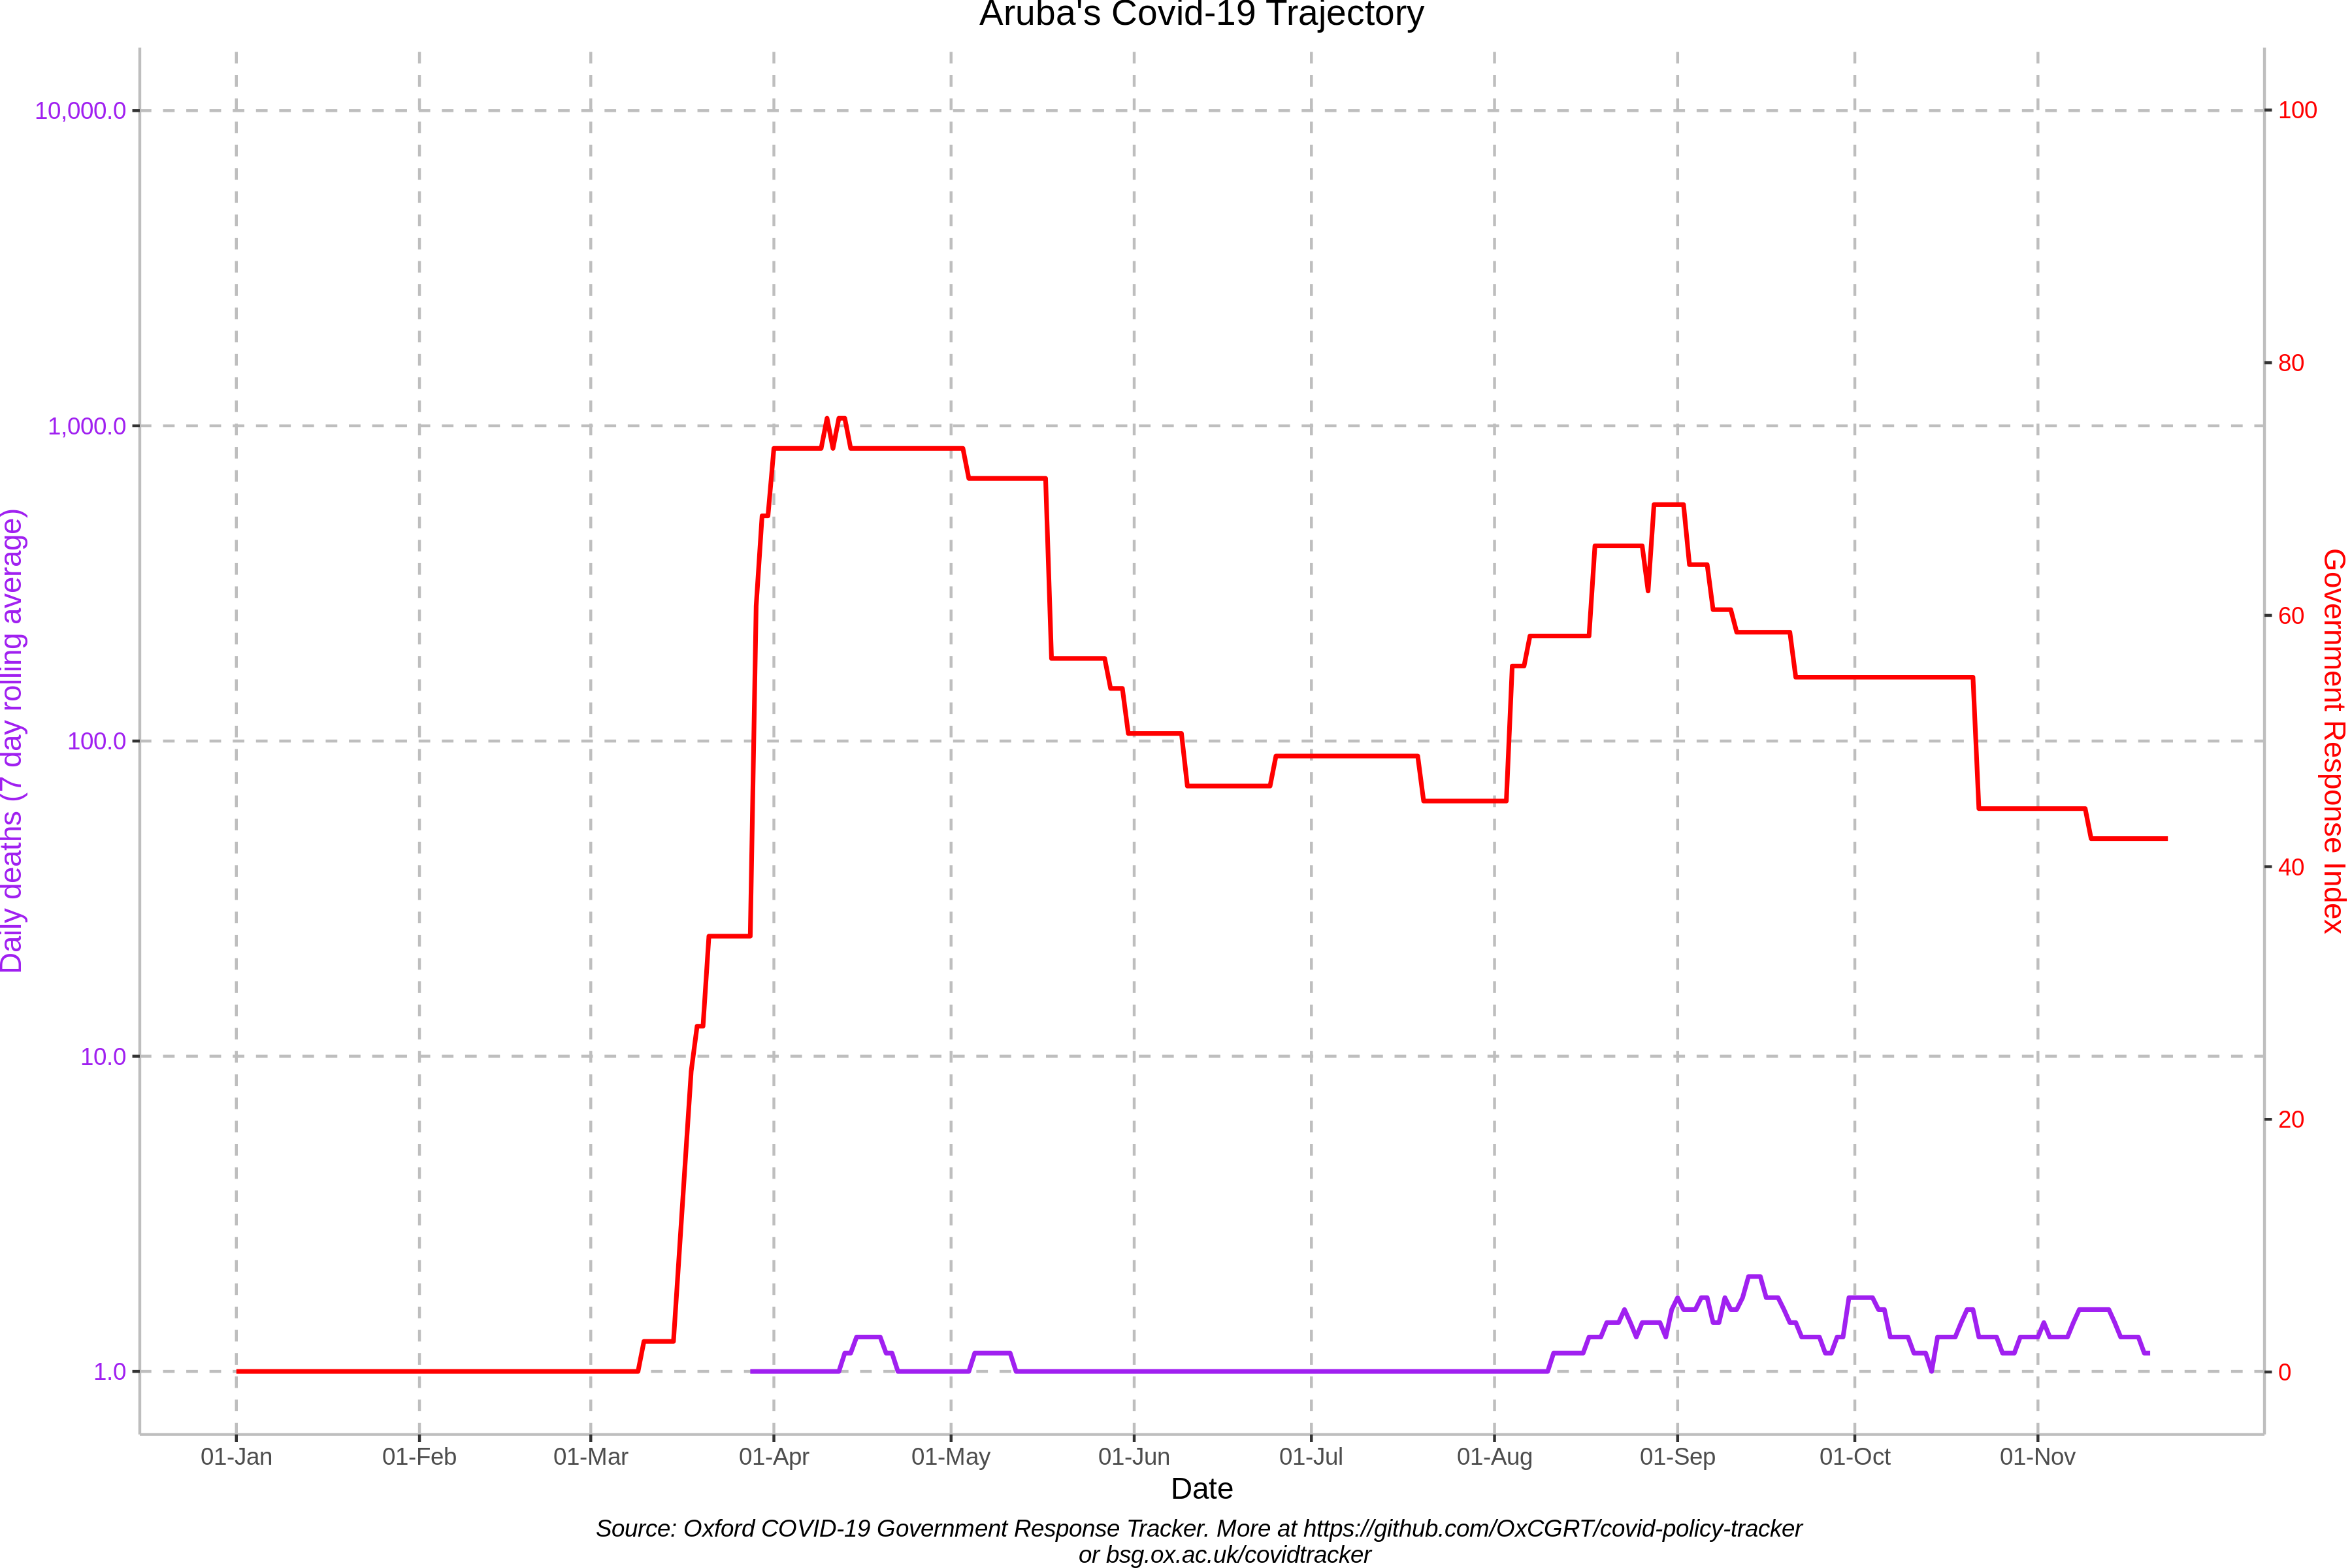 Aruba's Covid-19 Trajectory
10,000.0
1,000.0
100.0
10.0
1.0
Daily deaths (7 day rolling average)
100
80
60
40
20
0
Government Response Index
01-Jan 01-Feb 01-Mar 01-Apr 01-May 01-Jun 01-Jul 01-Aug 01-Sep 01-Oct 01-Nov
Date
Source: Oxford COVID-19 Government Response Tracker. More at https://github.com/OxCGRT/covid-policy-tracker
or bsg.ox.ac.uk/covidtracker